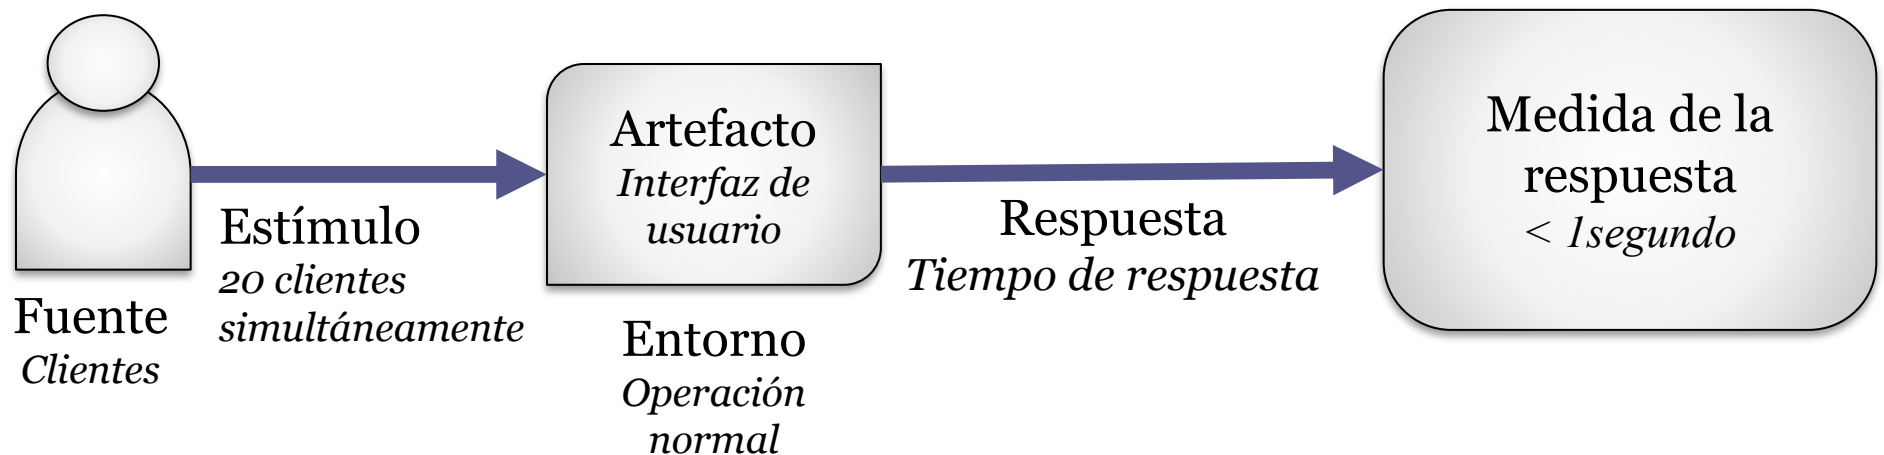 Fuente
Clientes
Estímulo
20 clientes
simultáneamente
Artefacto
Interfaz de
usuario
Entorno
Operación
normal
Respuesta
Tiempo de respuesta
Medida de la
respuesta
< 1segundo